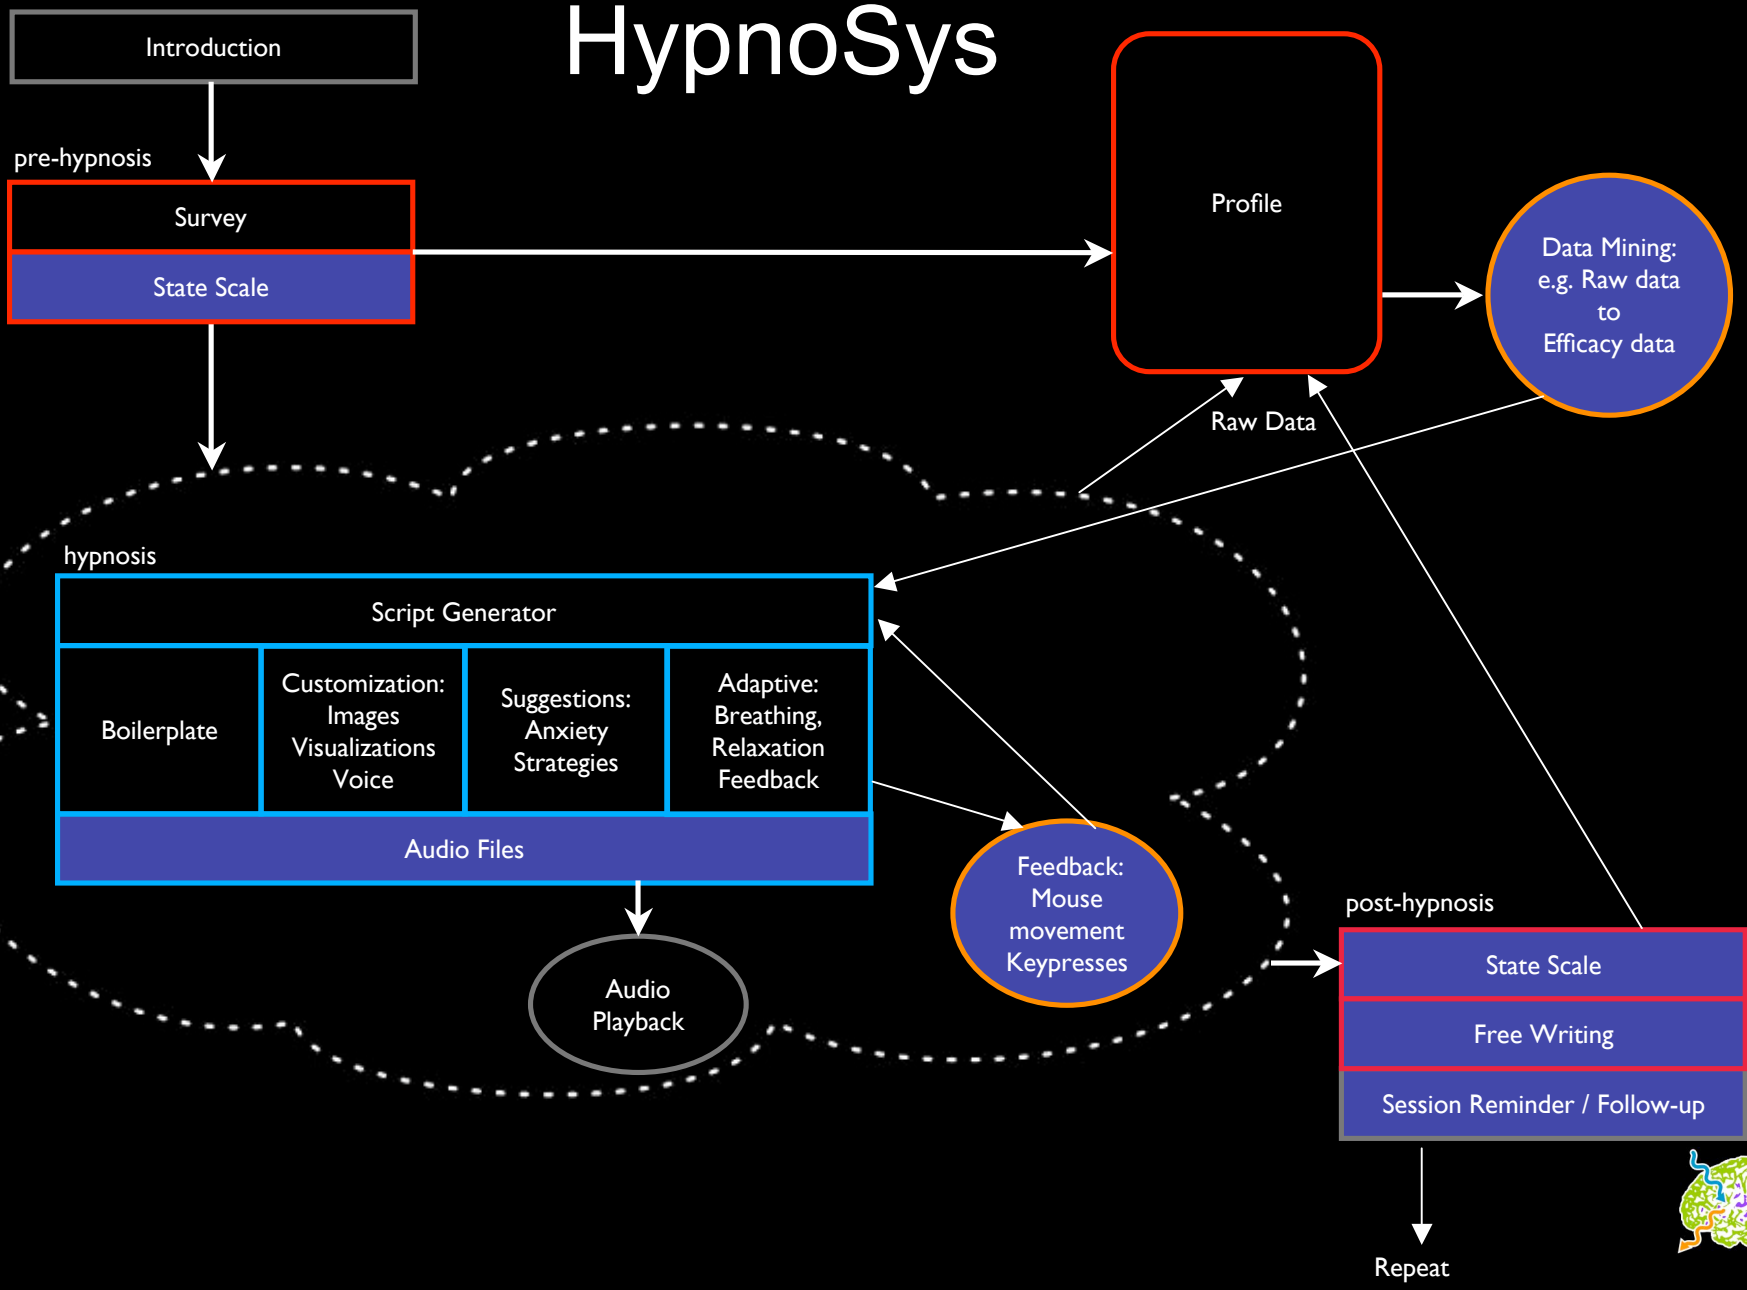 HypnoSys
Introduction
pre-hypnosis
Survey
State Scale
Profile
Data Mining:
e.g. Raw data
to
Efficacy data
Raw Data
hypnosis
Script Generator
Boilerplate
Customization:
Images
Visualizations
Voice
Suggestions:
Anxiety
Strategies
Adaptive:
Breathing,
Relaxation
Feedback
Audio Files
Audio
Playback
Feedback:
Mouse
movement
Keypresses
post-hypnosis
State Scale
Free Writing
Session Reminder / Follow-up
Repeat